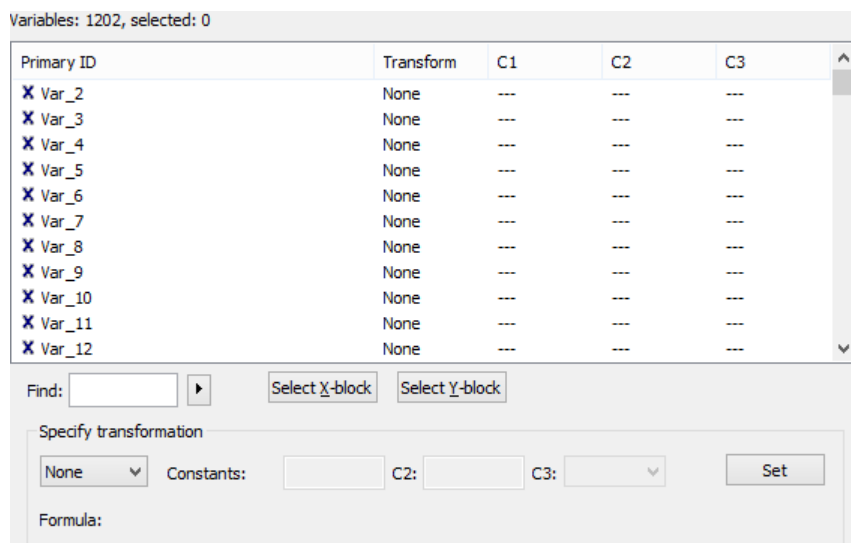 Variables: 1202, selected: 0
Primary ID Transform C1 C2 C3
X Var_2 None --- --- ---
X Var_3 None --- --- ---
X Var_4 None --- --- ---
X Var_5 None --- --- ---
X Var_6 None --- --- ---
X Var_7 None --- --- ---
X Var_8 None --- --- ---
X Var_9 None --- --- ---
X Var_10 None --- --- ---
X Var_11 None --- --- ---
X Var_12 None --- --- ---
Find: Select X-block Select Y-block
Specify transformation
None Constants: C2: C3: Set
Formula: